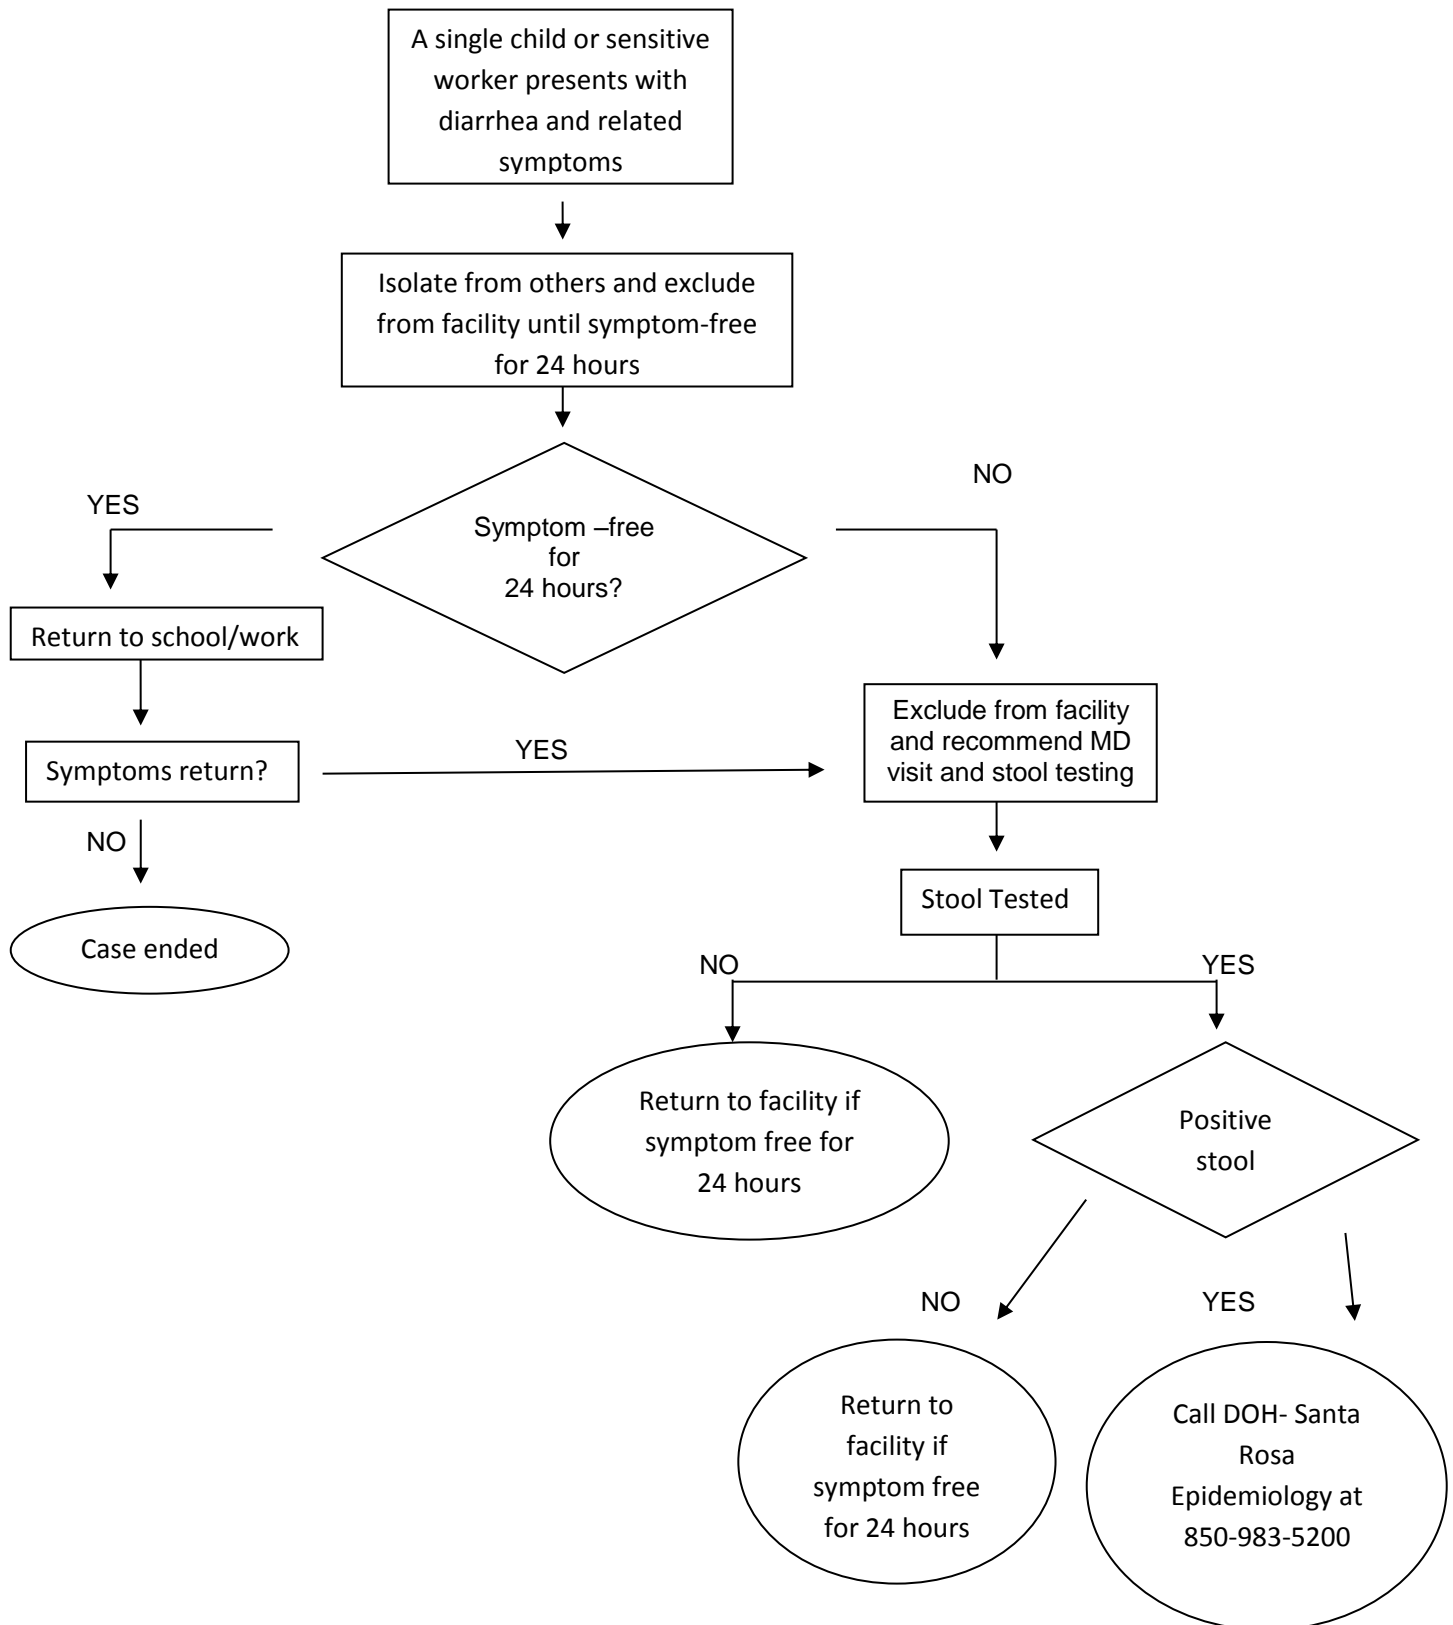 A single child or sensitive
worker presents with
diarrhea and related
symptoms
Isolate from others and exclude
from facility until symptom-free
for 24 hours
NO
YES
Symptom –free
for
24 hours?
Return to school/work
Exclude from facility
and recommend MD
visit and stool testing
YES
Symptoms return?
NO
Stool Tested
Case ended
NO
YES
Return to facility if
symptom free for
24 hours
Positive
stool
NO
YES
Return to
facility if
symptom free
for 24 hours
Call DOH- Santa
Rosa
Epidemiology at
850-983-5200